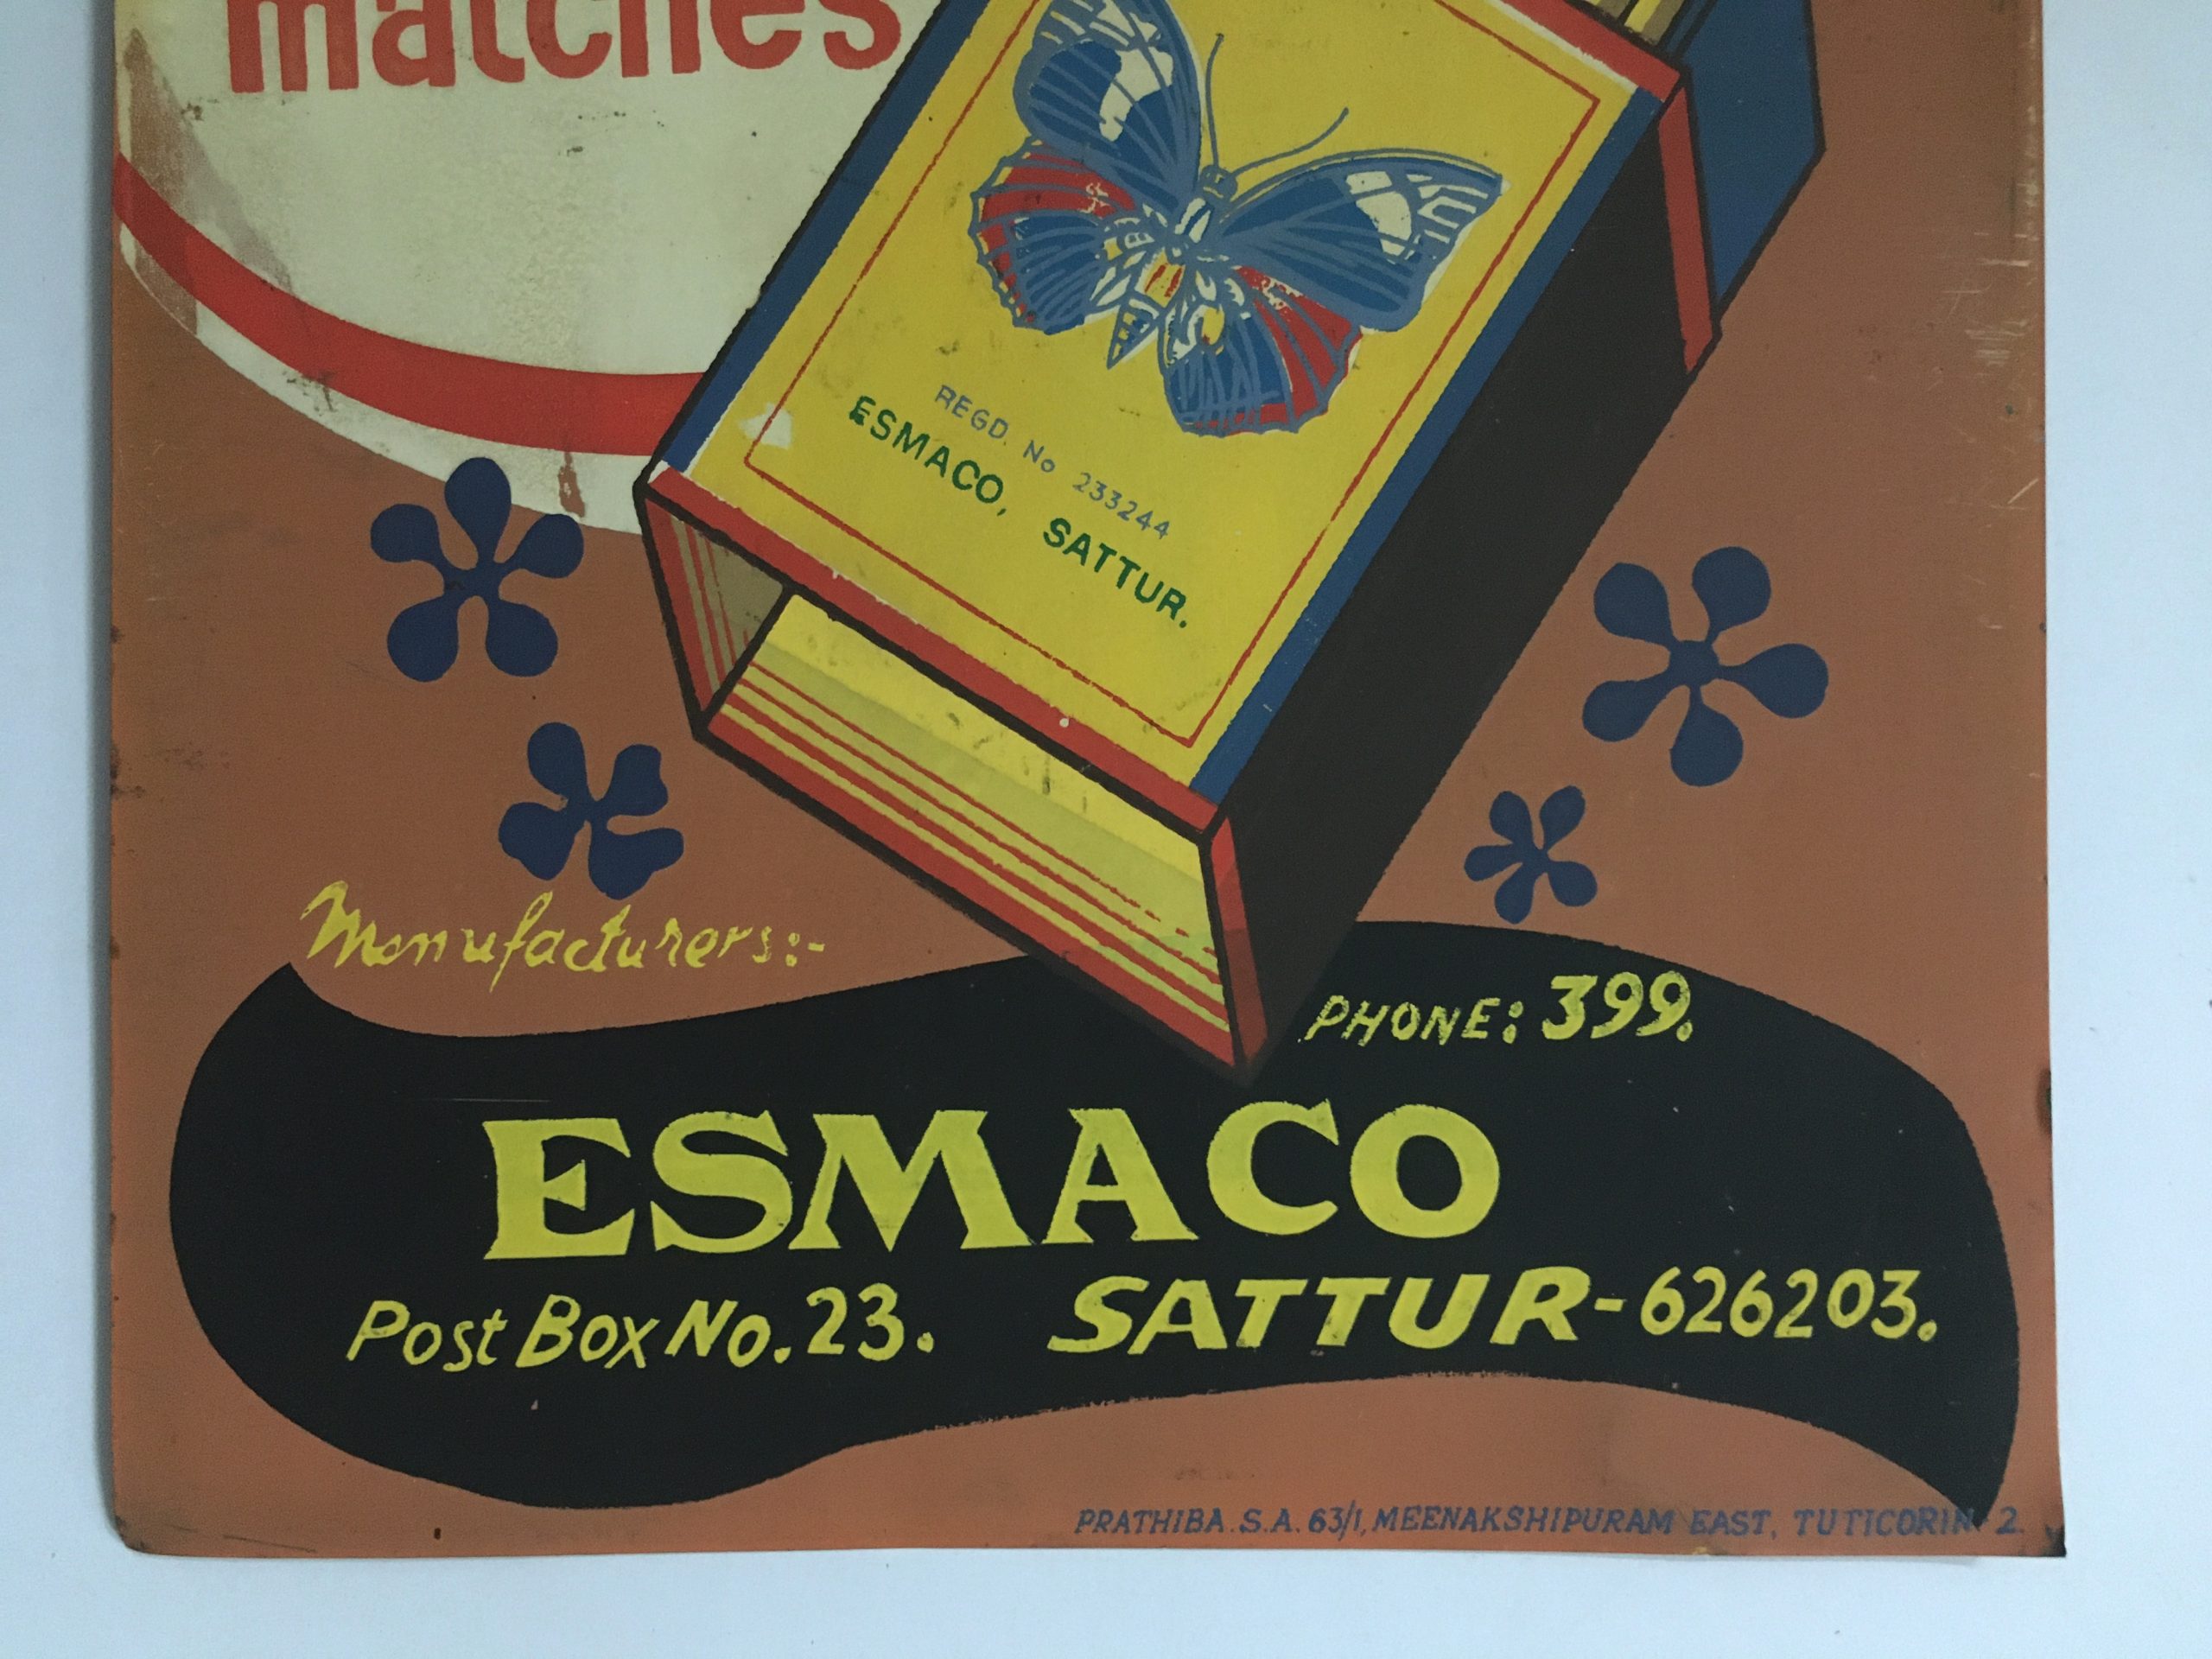 matches
REGD. No 233244
ESMACO, SATTUR.
Manufacturers:-
PHONE: 399.
ESMACO
Post Box No. 23. SATTUR-626203.
PRATHIBA. S.A. 63/1, MEENAKSHIPURAM EAST, TUTICORIN-2.